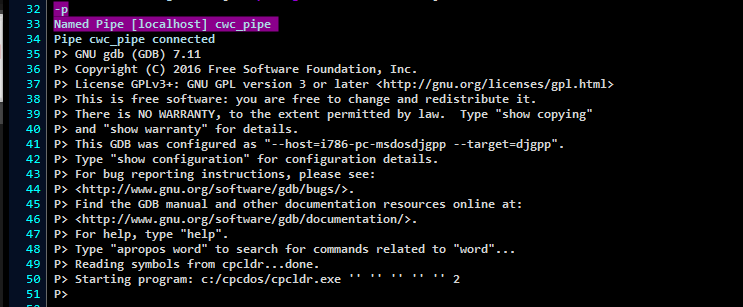 32 -p
33 Named Pipe [localhost] cwc_pipe
34 Pipe cwc_pipe connected
35 P> GNU gdb (GDB) 7.11
36 P> Copyright (C) 2016 Free Software Foundation, Inc.
37 P> License GPLv3+: GNU GPL version 3 or later <http://gnu.org/licenses/gpl.html>
38 P> This is free software: you are free to change and redistribute it.
39 P> There is NO WARRANTY, to the extent permitted by law.  Type "show copying"
40 P> and "show warranty" for details.
41 P> This GDB was configured as "--host=i786-pc-msdosdjgpp --target=djgpp".
42 P> Type "show configuration" for configuration details.
43 P> For bug reporting instructions, please see:
44 P> <http://www.gnu.org/software/gdb/bugs/>.
45 P> Find the GDB manual and other documentation resources online at:
46 P> <http://www.gnu.org/software/gdb/documentation/>.
47 P> For help, type "help".
48 P> Type "apropos word" to search for commands related to "word"...
49 P> Reading symbols from cpcldr...done.
50 P> Starting program: c:/cpcdos/cpcldr.exe '' '' '' '' '' 2
51 P>